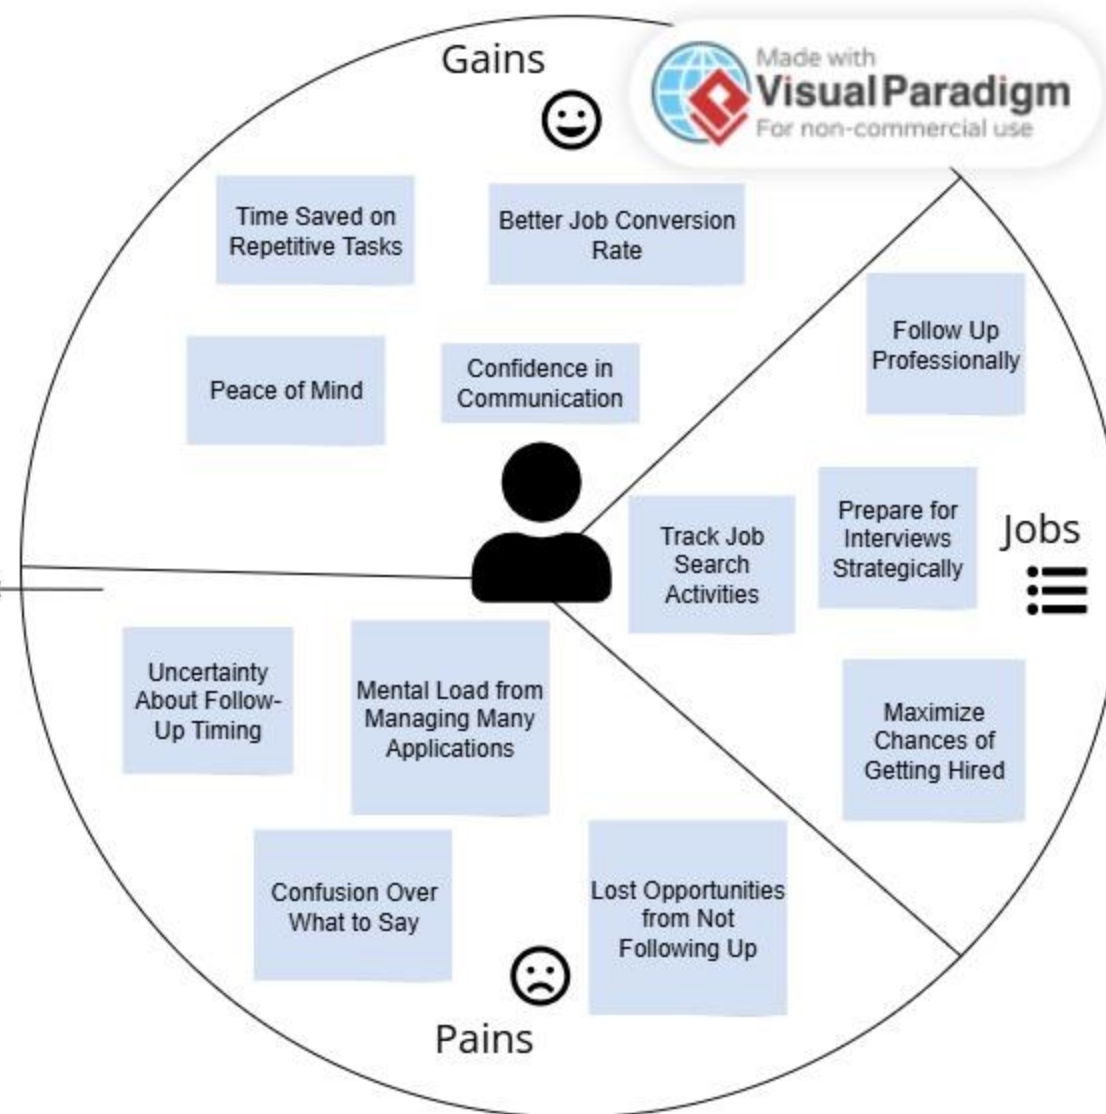 Gains
Made with
Visual Paradigm
For non-commercial use
Time Saved on
Repetitive Tasks
Better Job Conversion
Rate
Peace of Mind
Confidence in
Communication
Follow Up
Professionally
Track Job
Search
Activities
Prepare for
Interviews
Strategically
Jobs
Maximize
Chances of
Getting Hired
Uncertainty
About Follow-
Up Timing
Mental Load from
Managing Many
Applications
Confusion Over
What to Say
Lost Opportunities
from Not
Following Up
Pains